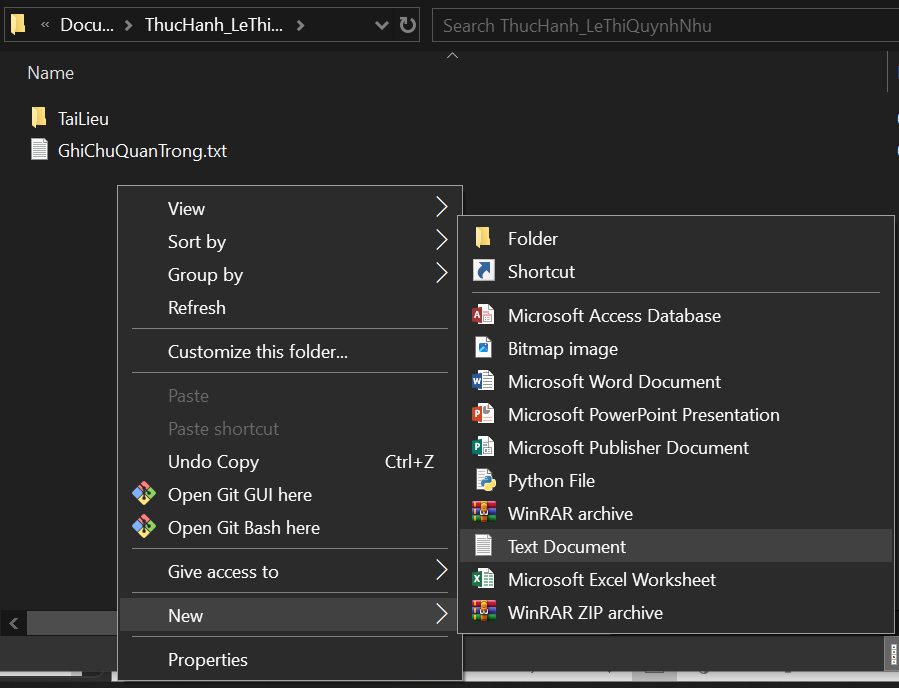 « Docu... > ThucHanh_LeThi... >
Search ThucHanh_LeThiQuynhNhu
Name
TaiLieu
GhiChuQuanTrong.txt
View
Sort by
Group by
Refresh
Customize this folder...
Paste
Paste shortcut
Undo Copy Ctrl+Z
Open Git GUI here
Open Git Bash here
Give access to
New
Properties
Folder
Shortcut
Microsoft Access Database
Bitmap image
Microsoft Word Document
Microsoft PowerPoint Presentation
Microsoft Publisher Document
Python File
WinRAR archive
Text Document
Microsoft Excel Worksheet
WinRAR ZIP archive